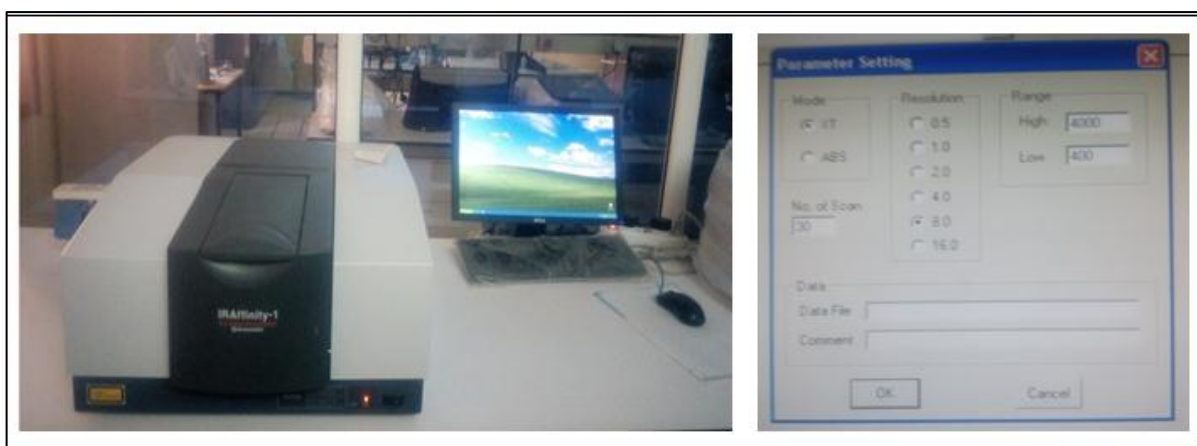 IRAffinity-1
Parameter Setting
Mode
Resolution
Range
0.5
High
4000
ABS
1.0
Low
400
2.0
4.0
No. of Scan
30
8.0
16.0
Data
Data File
Comment
OK
Cancel